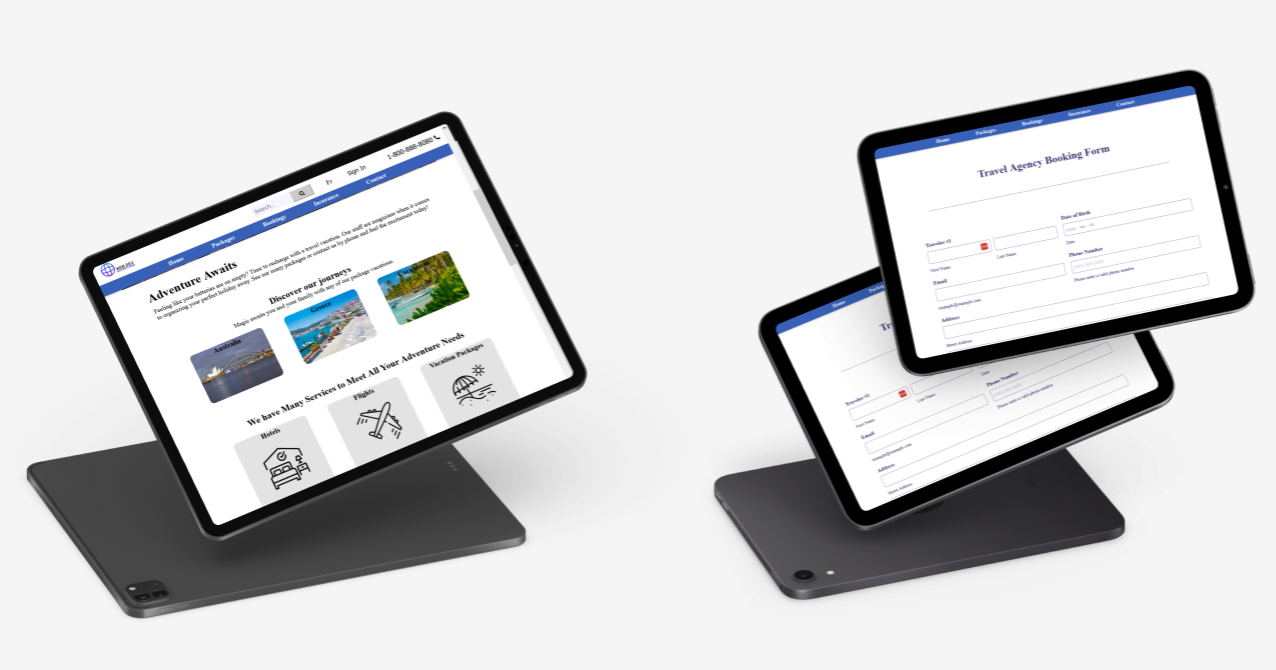 WEB DEV
Search..
Fr
Sign In
1-800-888-8080
Home
Packages
Bookings
Insurance
Contact
Adventure Awaits
Feeling like your batteries are on empty? Time to recharge with a travel vacation. Our staff are magicians when it comes
to organizing your perfect holiday away. See our many packages or contact us by phone and feel the excitement today!
Discover our journeys
Magic awaits you and your family with any of our package vacations.
Australia
Greece
We have Many Services to Meet All Your Adventure Needs
Hotels
Flights
Vacation Packages
Home
Packages
Bookings
Insurance
Contact
Travel Agency Booking Form
Traveler #1
First Name
Last Name
Date of Birth
Date
Email
example@example.com
Phone Number
Please enter a valid phone number
Address
Street Address
Home
Traveler #1
First Name
Last Name
Date
Email
example@example.com
Phone Number
Please enter a valid phone number
Address
Street Address